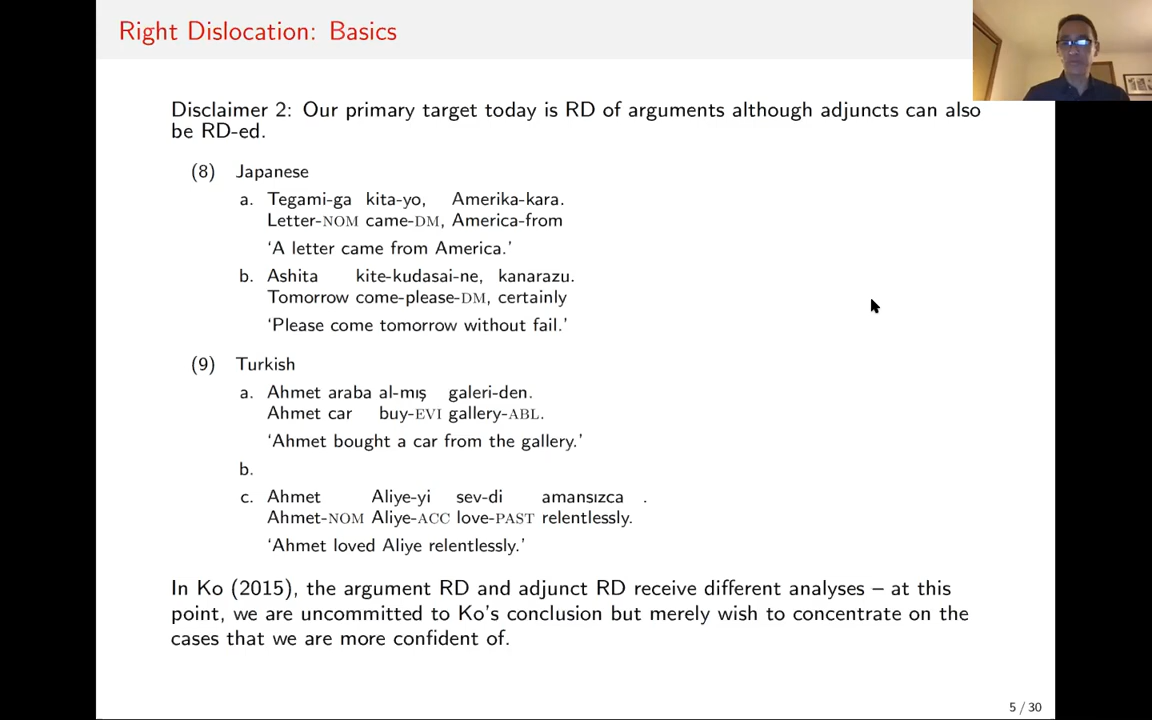 Right Dislocation: Basics
Disclaimer 2: Our primary target today is RD of arguments although adjuncts can also
be RD-ed.
(8) Japanese
a. Tegami-ga kita-yo, Amerika-kara.
Letter-NOM came-DM, America-from
‘A letter came from America.’
b. Ashita kite-kudasai-ne, kanarazu.
Tomorrow come-please-DM, certainly
‘Please come tomorrow without fail.’
(9) Turkish
a. Ahmet araba al-mış galeri-den.
Ahmet car buy-EVI gallery-ABL.
‘Ahmet bought a car from the gallery.’
b.
c. Ahmet Aliye-yi sev-di amansızca .
Ahmet-NOM Aliye-ACC love-PAST relentlessly.
‘Ahmet loved Aliye relentlessly.’
In Ko (2015), the argument RD and adjunct RD receive different analyses – at this
point, we are uncommitted to Ko’s conclusion but merely wish to concentrate on the
cases that we are more confident of.
5 / 30